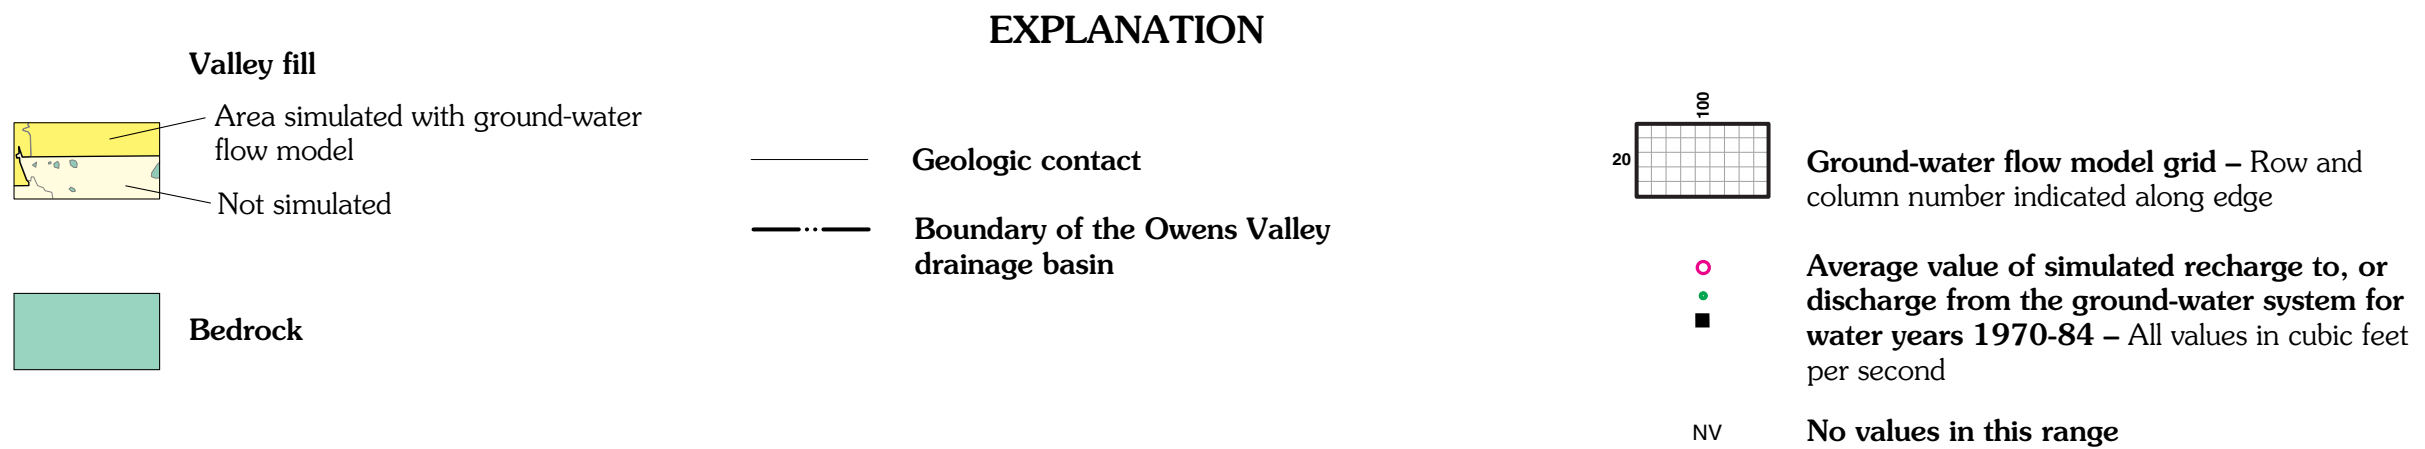 EXPLANATION
Valley fill
Area simulated with ground-water
flow model
Not simulated
Bedrock
Geologic contact
Boundary of the Owens Valley
drainage basin
100
20
Ground-water flow model grid – Row and
column number indicated along edge
Average value of simulated recharge to, or
discharge from the ground-water system for
water years 1970-84 – All values in cubic feet
per second
NV No values in this range